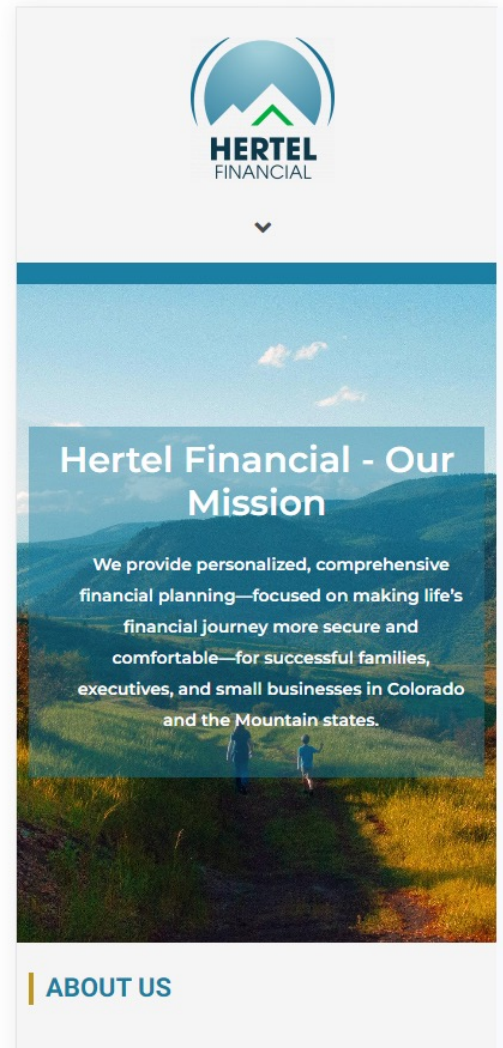 HERTEL
FINANCIAL
Hertel Financial - Our
Mission
We provide personalized, comprehensive
financial planning—focused on making life's
financial journey more secure and
comfortable—for successful families,
executives, and small businesses in Colorado
and the Mountain states.
ABOUT US